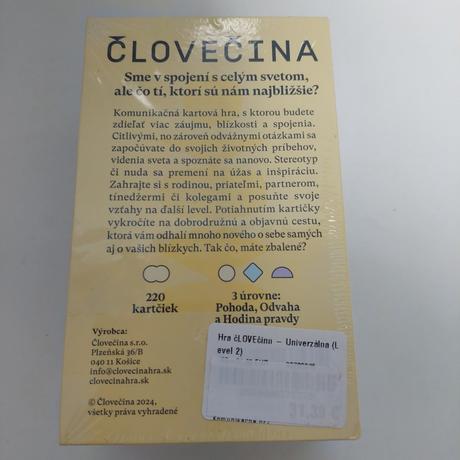 ČLOVEČINA
Sme v spojení s celým svetom,
ale čo tí, ktorí sú nám najbližšie?
Komunikačná kartová hra, s ktorou budete
zdieľať viac záujmu, blízkosti a spojenia.
Citlivými, no zároveň odvážnymi otázkami sa
započúvate do svojich životných príbehov,
videnia sveta a spoznáte sa nanovo. Stereotyp
či nuda sa premení na úžas a inšpiráciu.
Zahrajte si s rodinou, priateľmi, partnerom,
tínedžermi či kolegami a posuňte svoje
vzťahy na ďalší level. Potiahnutím kartičky
vykročíte na dobrodružnú a objavnú cestu,
ktorá vám odhalí mnoho nového o sebe samých
aj o vašich blízkych. Tak čo, máte zbalené?
220
kartčiek
3 úrovne:
Pohoda, Odvaha
a Hodina pravdy
Výrobca:
Človečina s.r.o.
Plzeňská 36/B
040 11 Košice
info@clovecinahra.sk
clovecinahra.sk
© Človečina 2024,
všetky práva vyhradené
Hra čLOVEčina – Univerzálna (L
evel 2)
31,30 €